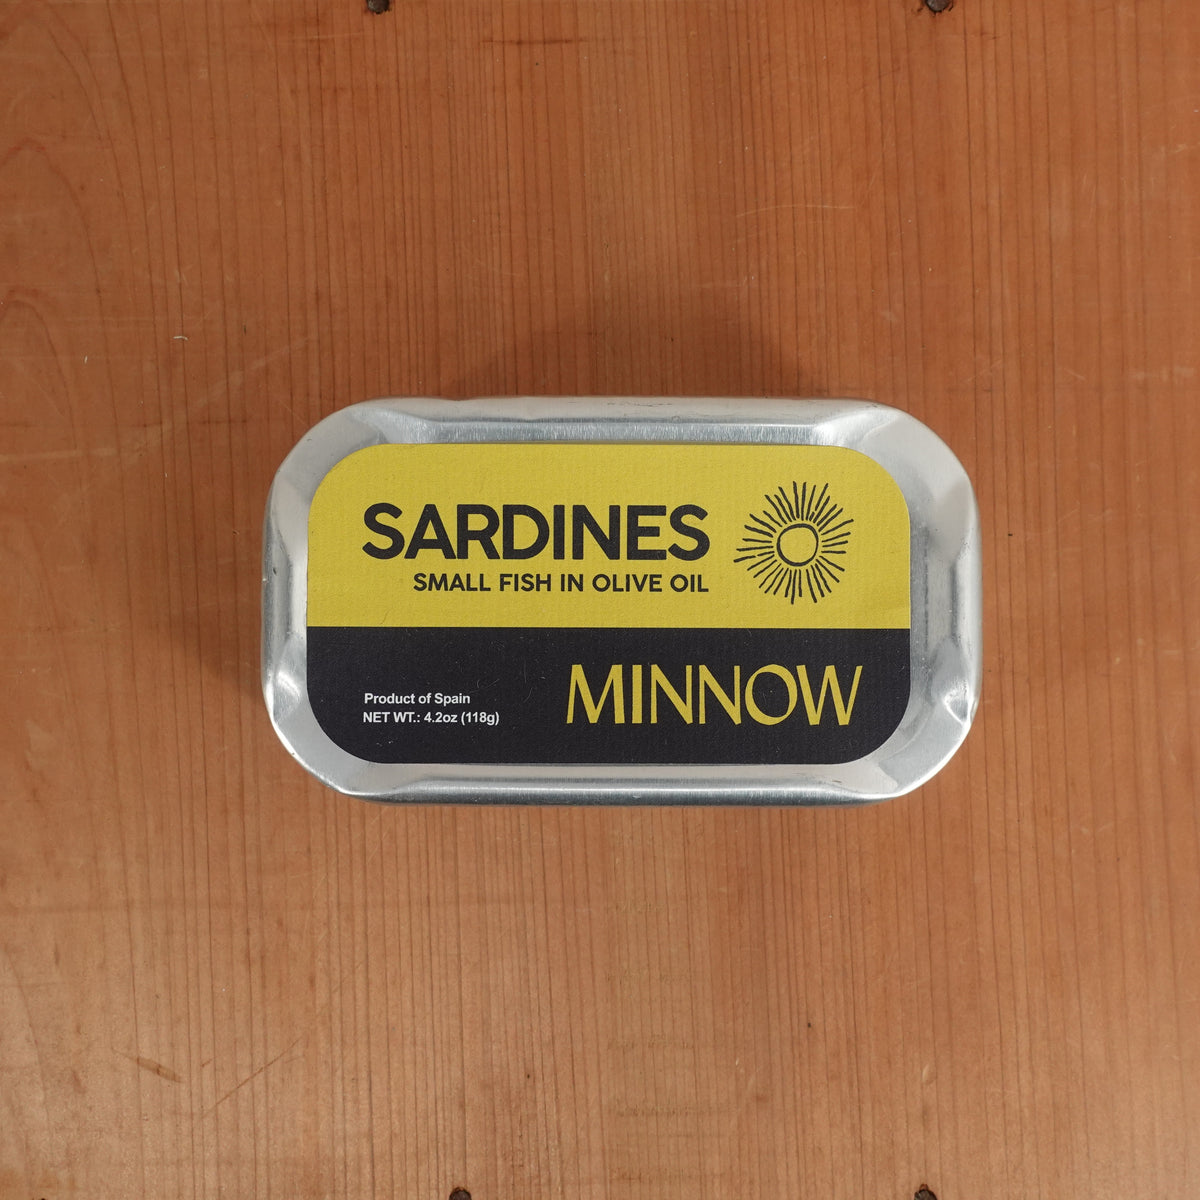 SARDINES
SMALL FISH IN OLIVE OIL
MINNOW
Product of Spain
NET WT.: 4.2oz (118g)